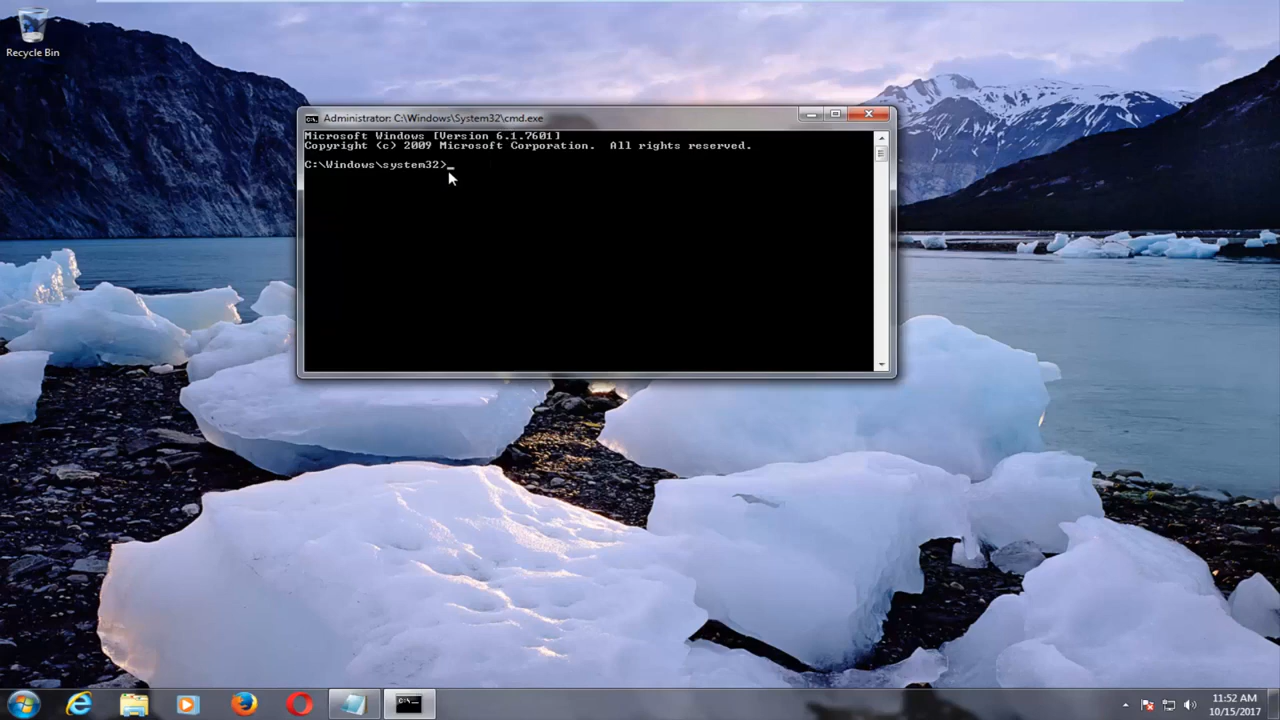 Recycle Bin
Administrator: C:\Windows\System32\cmd.exe
Microsoft Windows [Version 6.1.7601]
Copyright (c) 2009 Microsoft Corporation.  All rights reserved.
C:\Windows\system32>_
C:\_
11:52 AM
10/15/2017